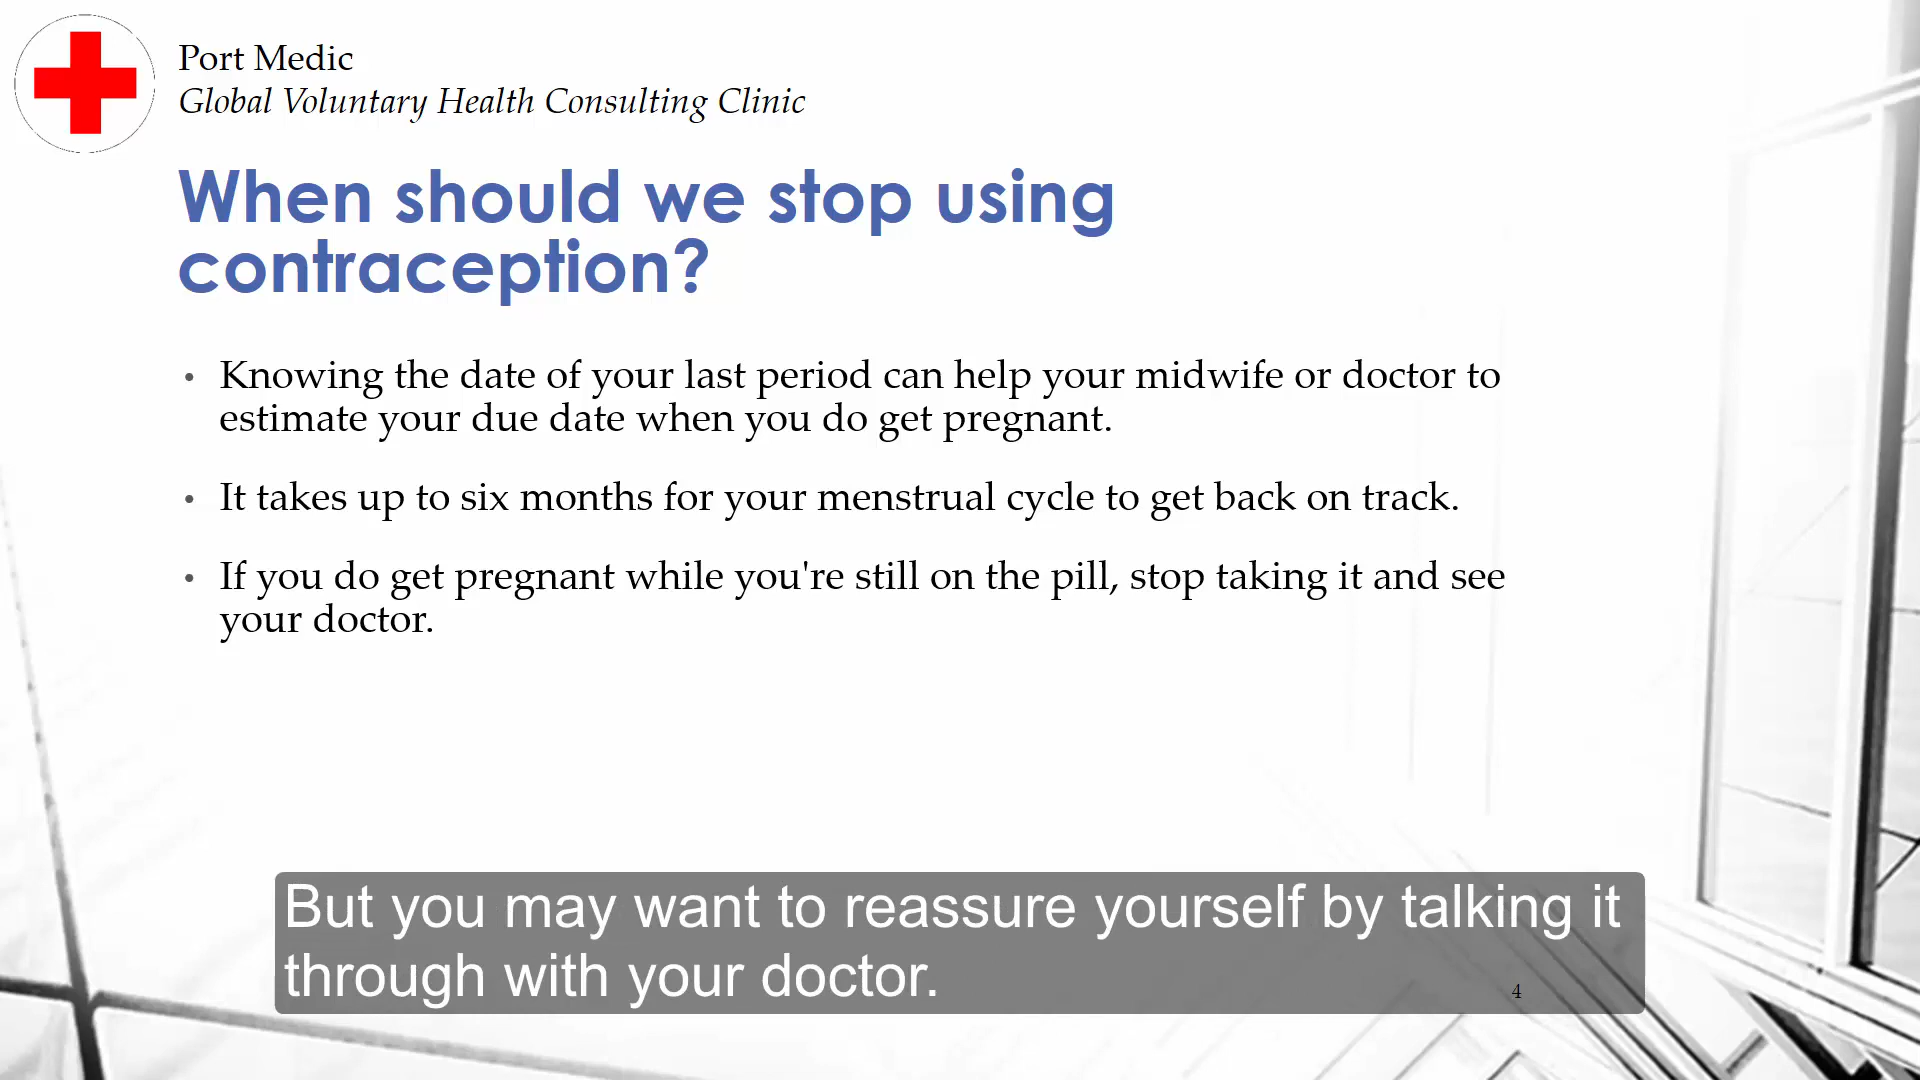 Port Medic
Global Voluntary Health Consulting Clinic
When should we stop using
contraception?
• Knowing the date of your last period can help your midwife or doctor to
estimate your due date when you do get pregnant.
• It takes up to six months for your menstrual cycle to get back on track.
• If you do get pregnant while you're still on the pill, stop taking it and see
your doctor.
But you may want to reassure yourself by talking it
through with your doctor.
4